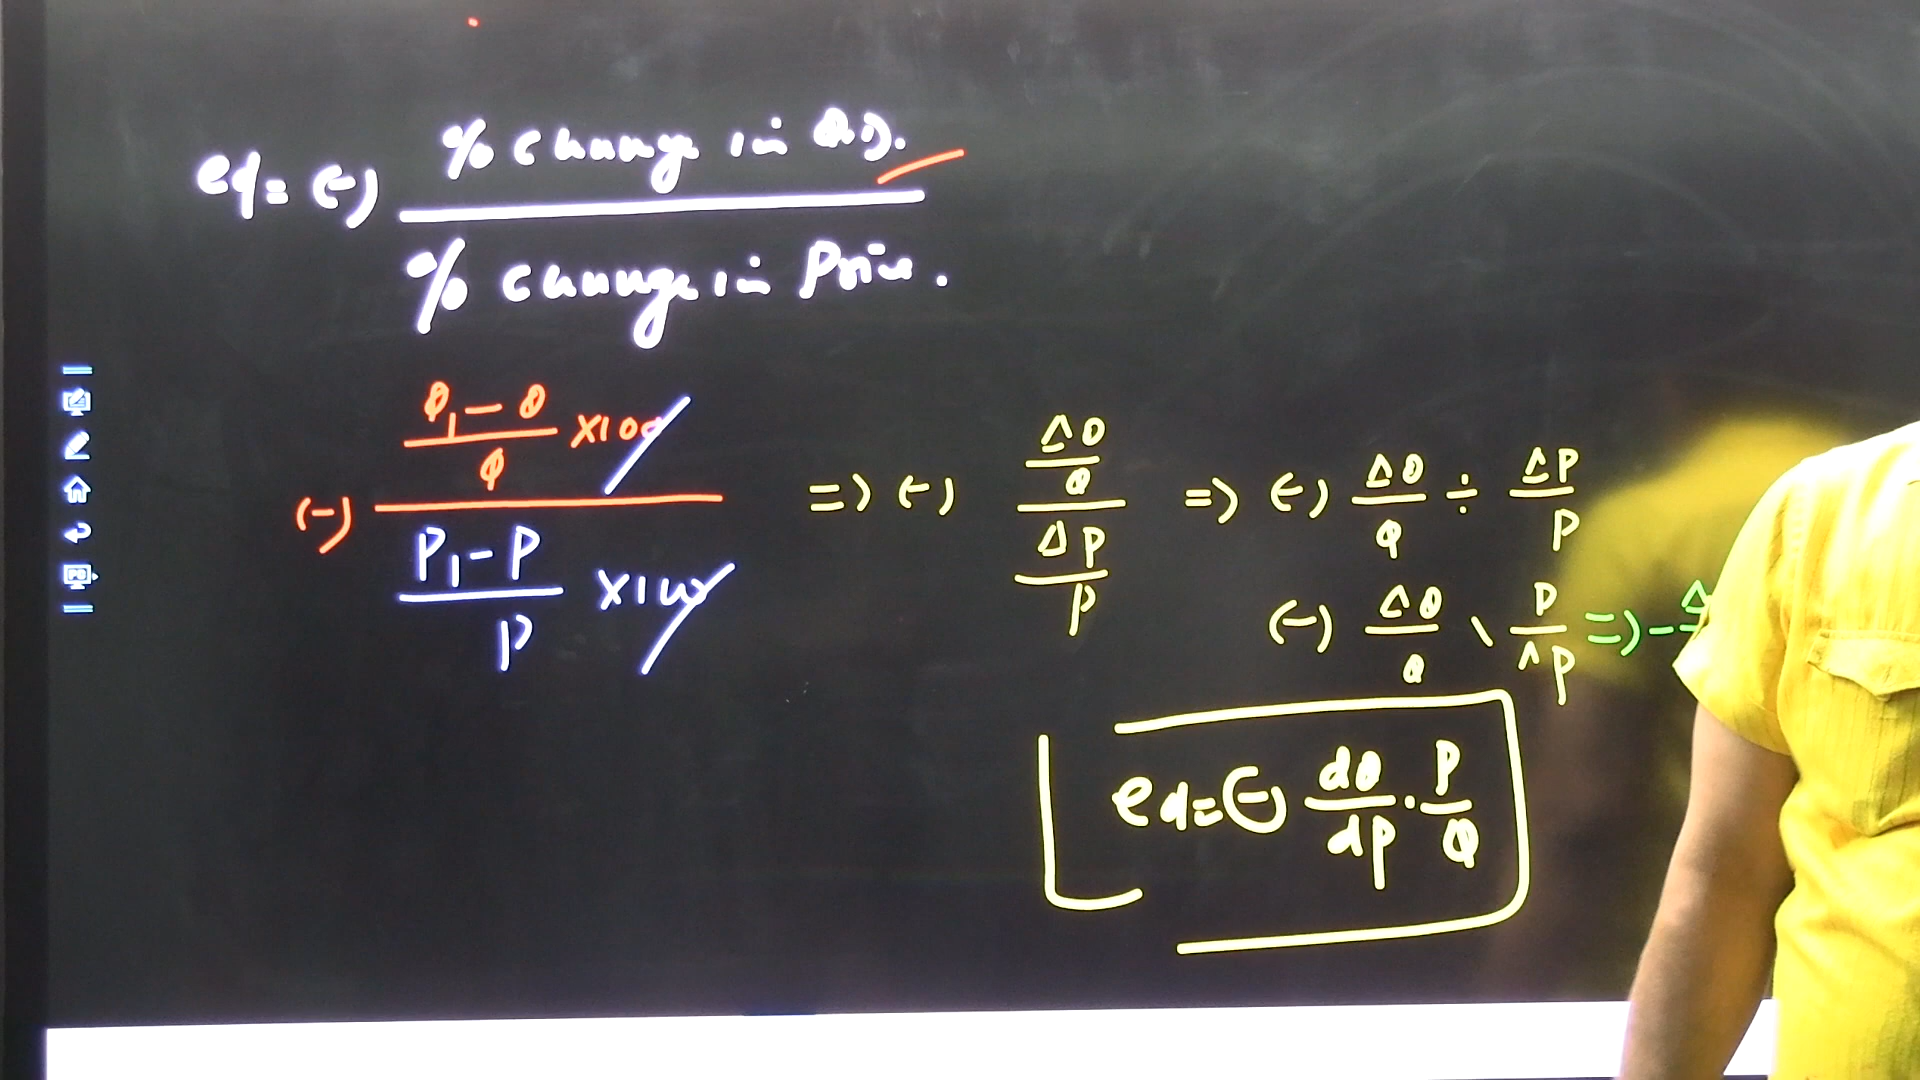 ed = (-) % change in Q.D.
% change in Price.
(-) Q1 - Q / Q X100
P1 - P / P X100
=> (-) ΔQ / Q
ΔP / P
=> (-) ΔQ / Q ÷ ΔP / P
(-) ΔQ / Q \ P / ΔP => - Δ
ed = (-) dQ / dP . P / Q